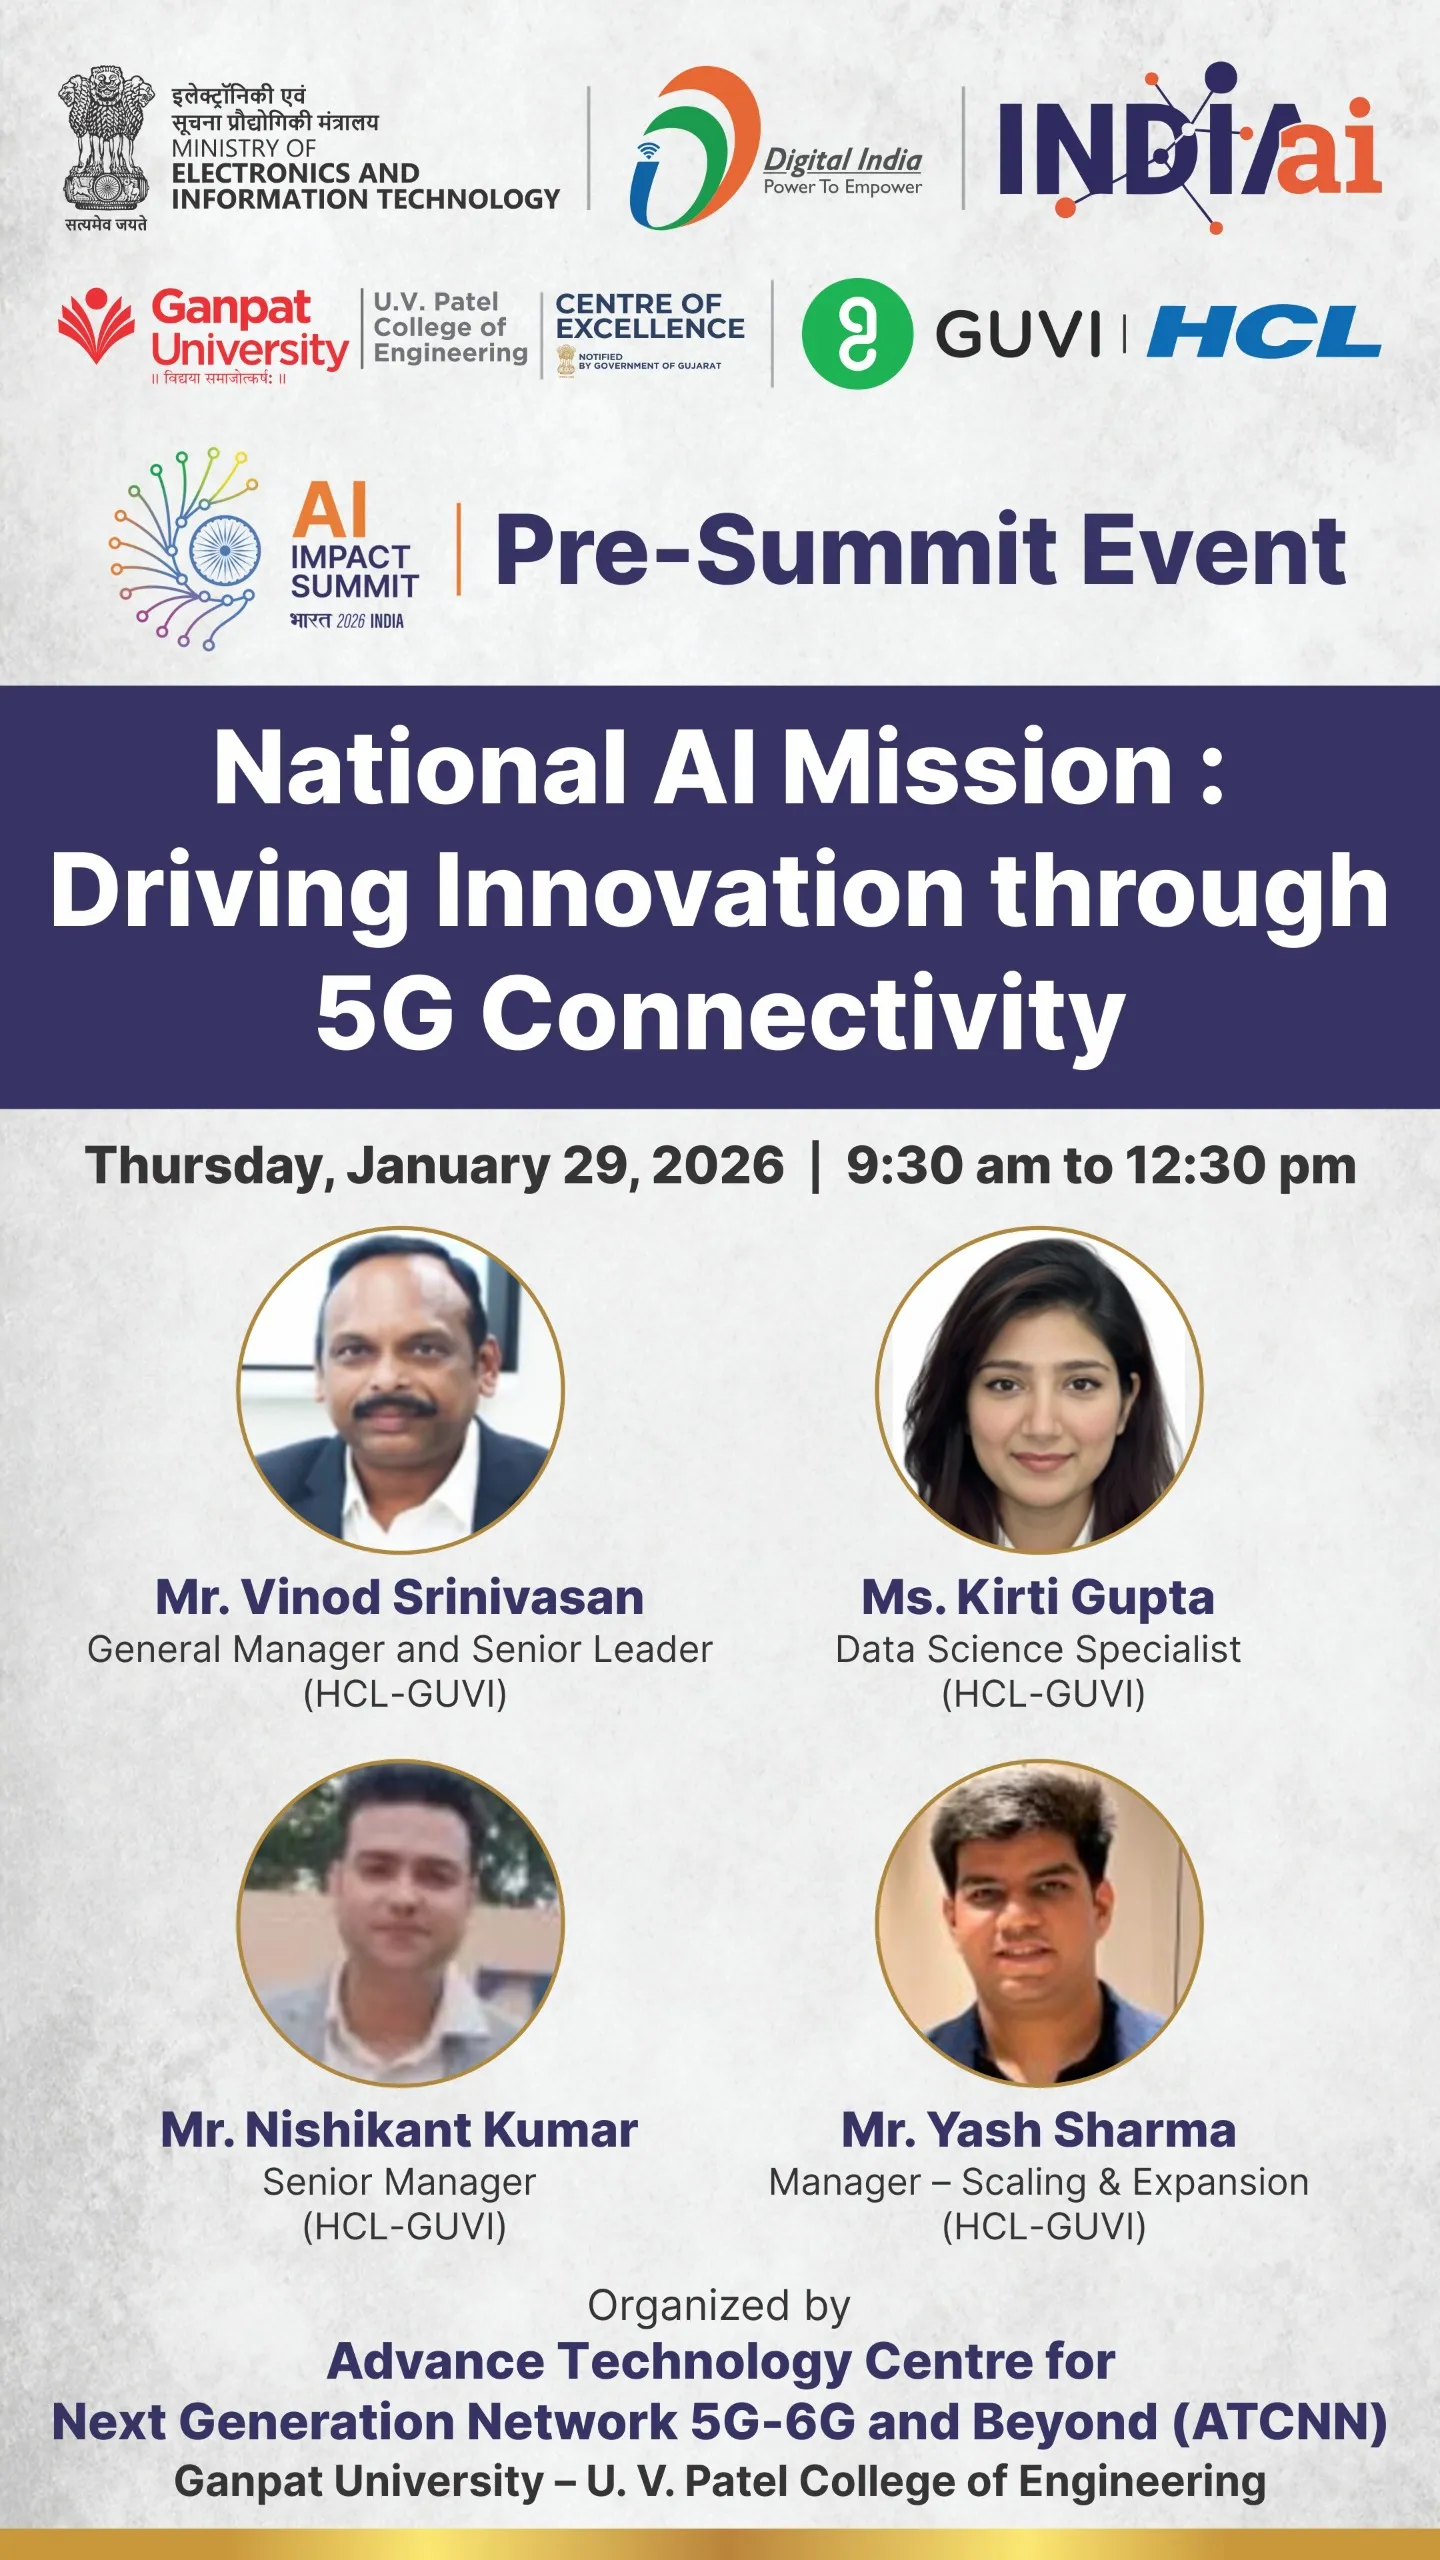 इलेक्ट्रॉनिकी एवं
सूचना प्रौद्योगिकी मंत्रालय
MINISTRY OF
ELECTRONICS AND
INFORMATION TECHNOLOGY
सत्यमेव जयते
Digital India
Power To Empower
INDIAai
Ganpat
University
॥ विद्यया समाजोत्कर्षः ॥
U.V. Patel
College of
Engineering
CENTRE OF
EXCELLENCE
NOTIFIED
BY GOVERNMENT OF GUJARAT
GUVI | HCL
AI
IMPACT
SUMMIT
भारत 2026 INDIA
Pre-Summit Event
National AI Mission :
Driving Innovation through
5G Connectivity
Thursday, January 29, 2026 | 9:30 am to 12:30 pm
Mr. Vinod Srinivasan
General Manager and Senior Leader
(HCL-GUVI)
Ms. Kirti Gupta
Data Science Specialist
(HCL-GUVI)
Mr. Nishikant Kumar
Senior Manager
(HCL-GUVI)
Mr. Yash Sharma
Manager – Scaling & Expansion
(HCL-GUVI)
Organized by
Advance Technology Centre for
Next Generation Network 5G-6G and Beyond (ATCNN)
Ganpat University – U. V. Patel College of Engineering